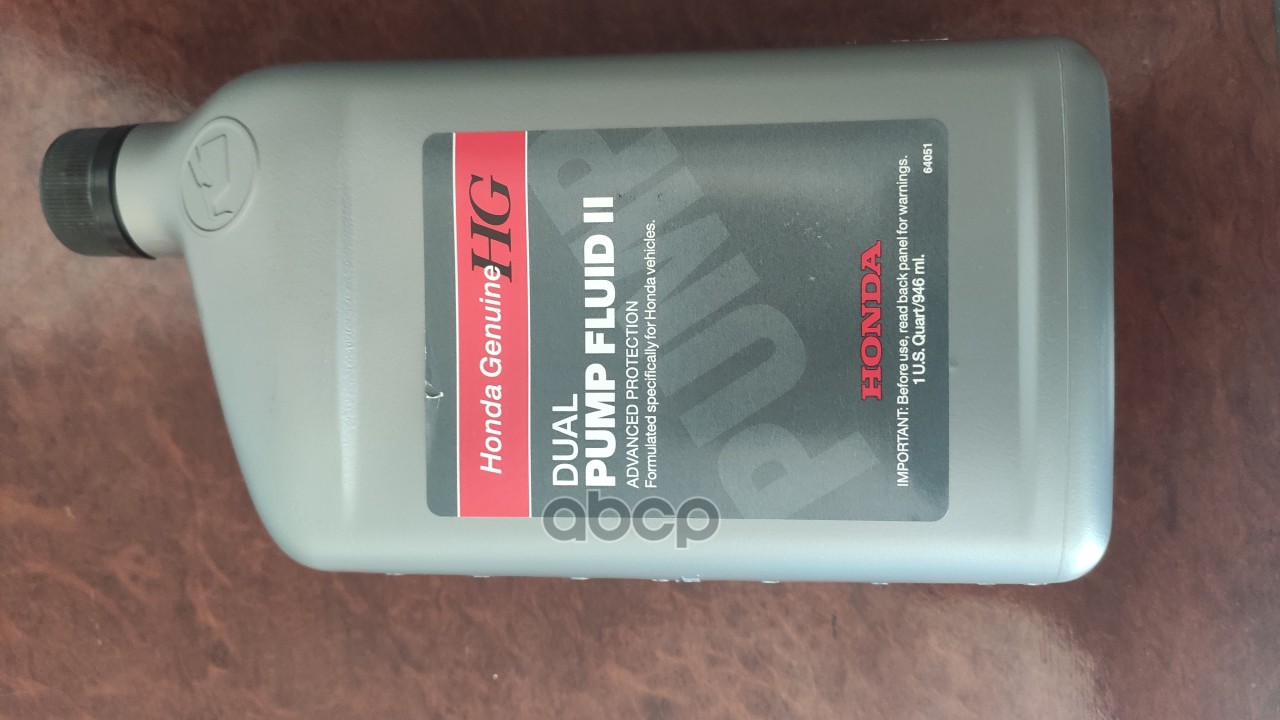 Honda Genuine HG
DUAL
PUMP FLUID II
ADVANCED PROTECTION
Formulated specifically for Honda vehicles.
PUMP
HONDA
IMPORTANT: Before use, read back panel for warnings.
1 U.S. Quart/946 ml.
64051
abcp